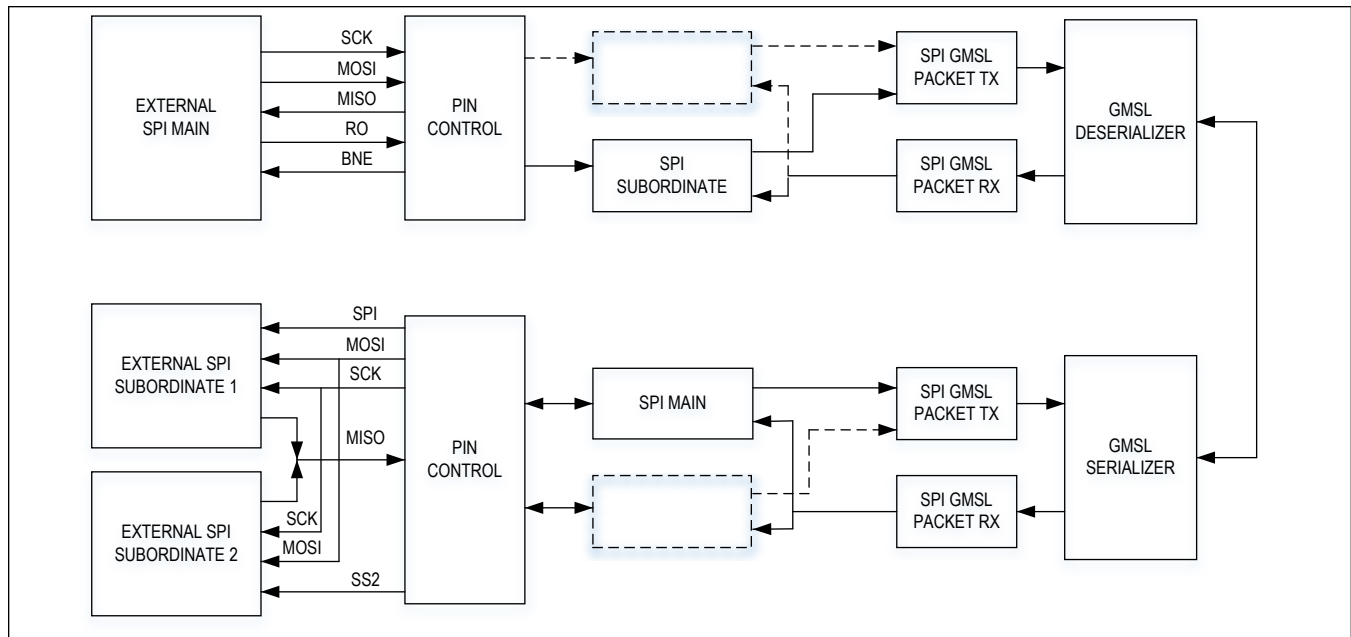 EXTERNAL
SPI MAIN
SCK
MOSI
MISO
RO
BNE
PIN
CONTROL
SPI
SUBORDINATE
SPI GMSL
PACKET TX
SPI GMSL
PACKET RX
GMSL
DESERIALIZER
EXTERNAL SPI
SUBORDINATE 1
EXTERNAL SPI
SUBORDINATE 2
SPI
MOSI
SCK
MISO
SCK
MOSI
SS2
PIN
CONTROL
SPI MAIN
SPI GMSL
PACKET TX
SPI GMSL
PACKET RX
GMSL
SERIALIZER